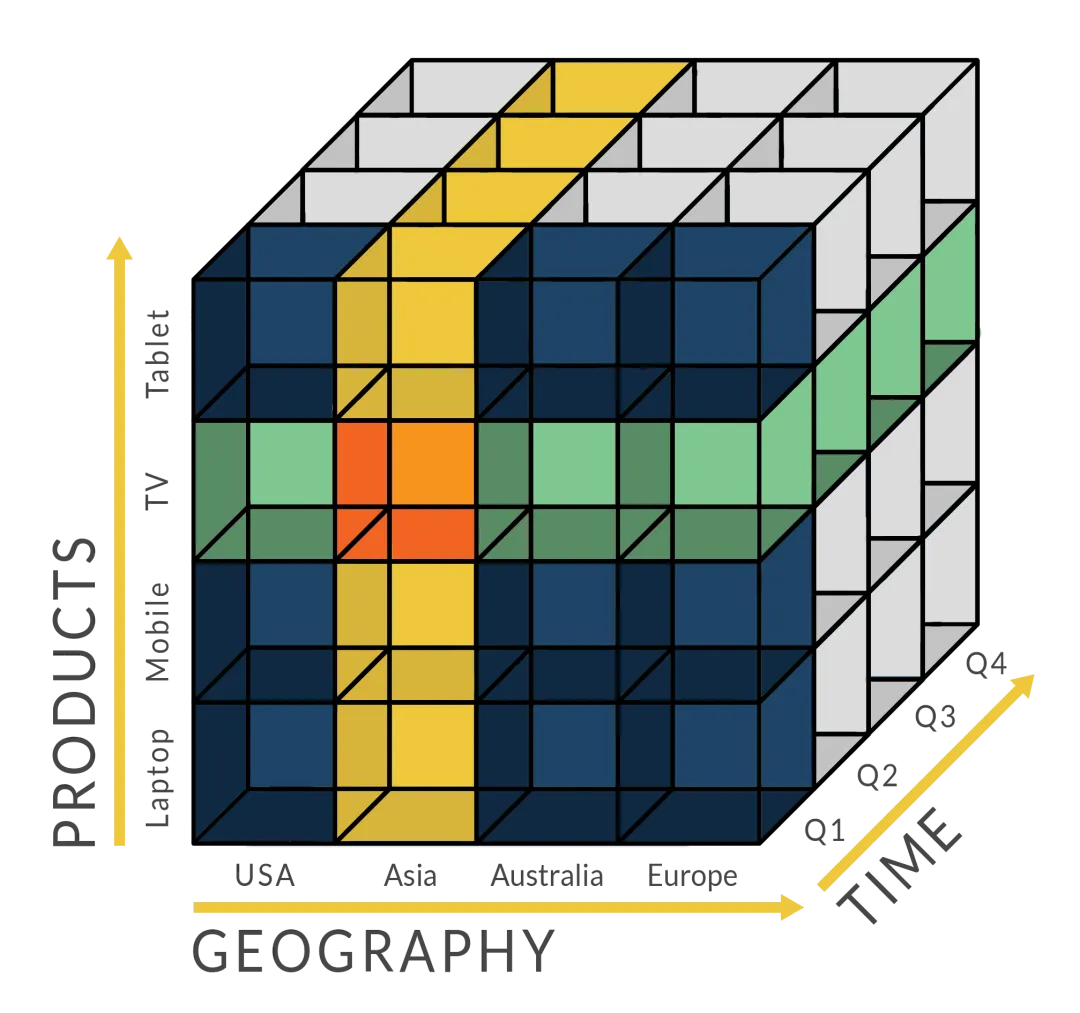 PRODUCTS
Tablet
TV
Mobile
Laptop
USA Asia Australia Europe
GEOGRAPHY
Q1
Q2
Q3
Q4
TIME